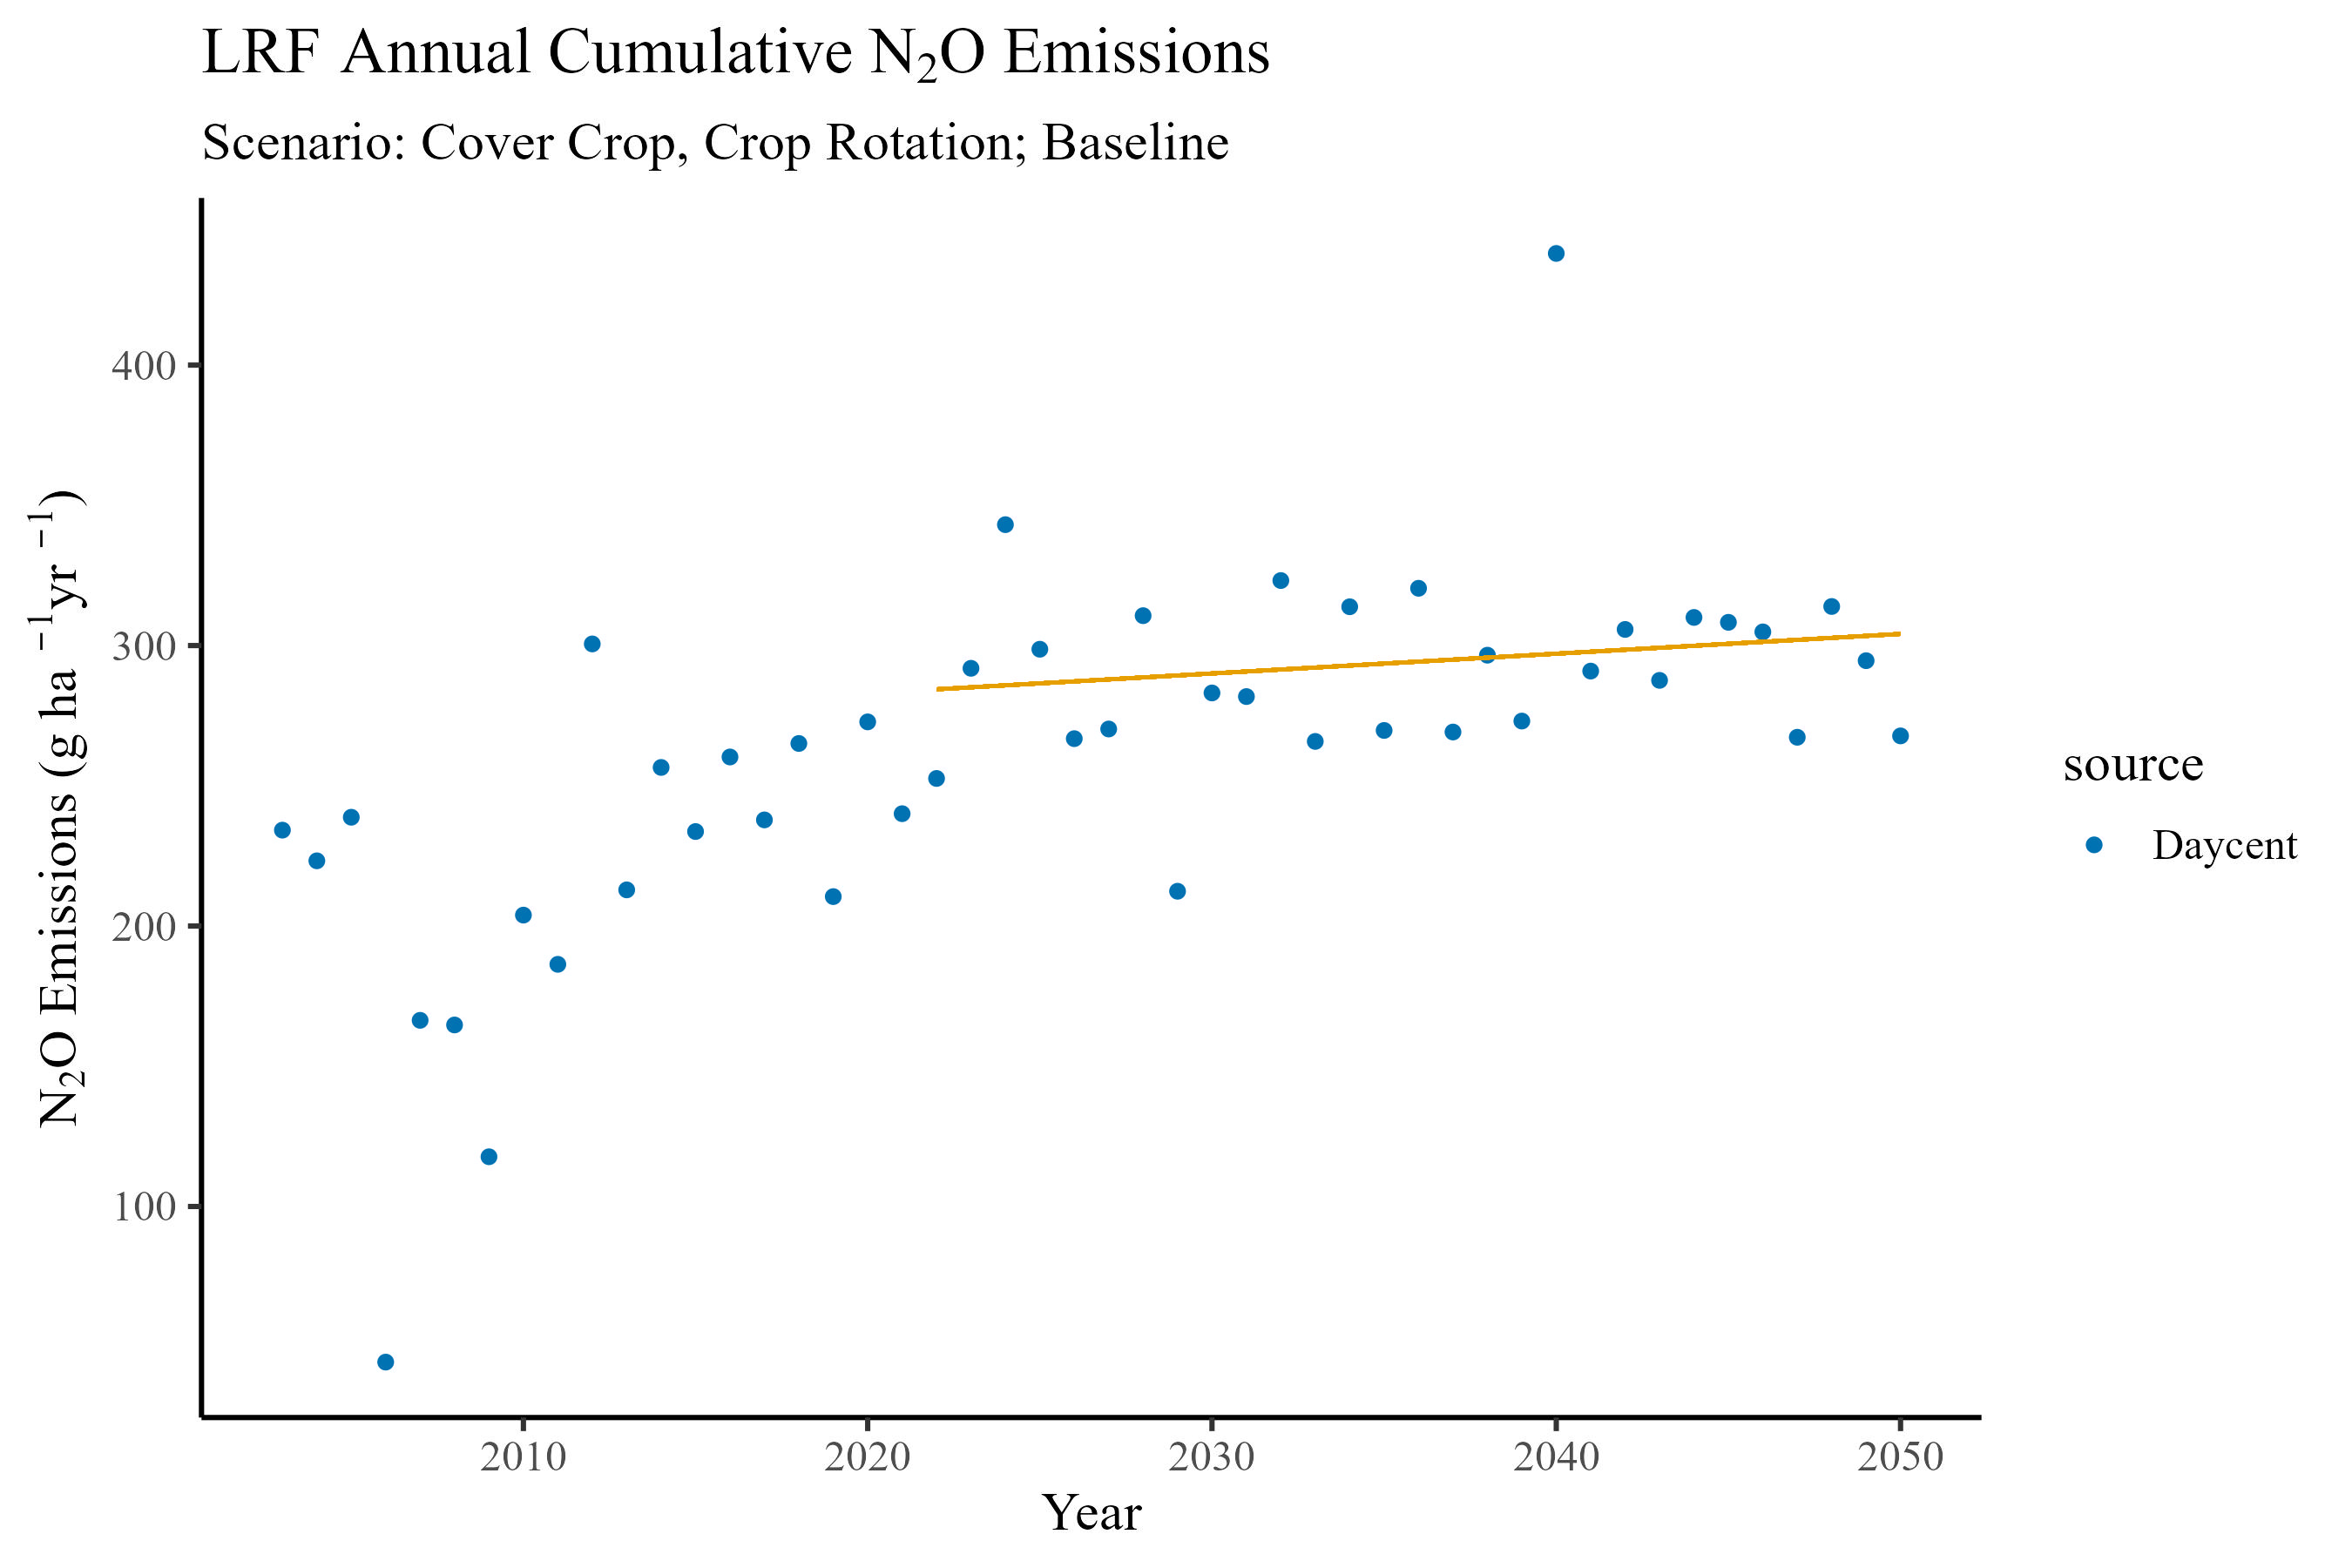 LRF Annual Cumulative N₂O Emissions
Scenario: Cover Crop, Crop Rotation; Baseline
N₂O Emissions (g ha⁻¹yr⁻¹)
400
300
200
100
2010 2020 2030 2040 2050
Year
source
Daycent